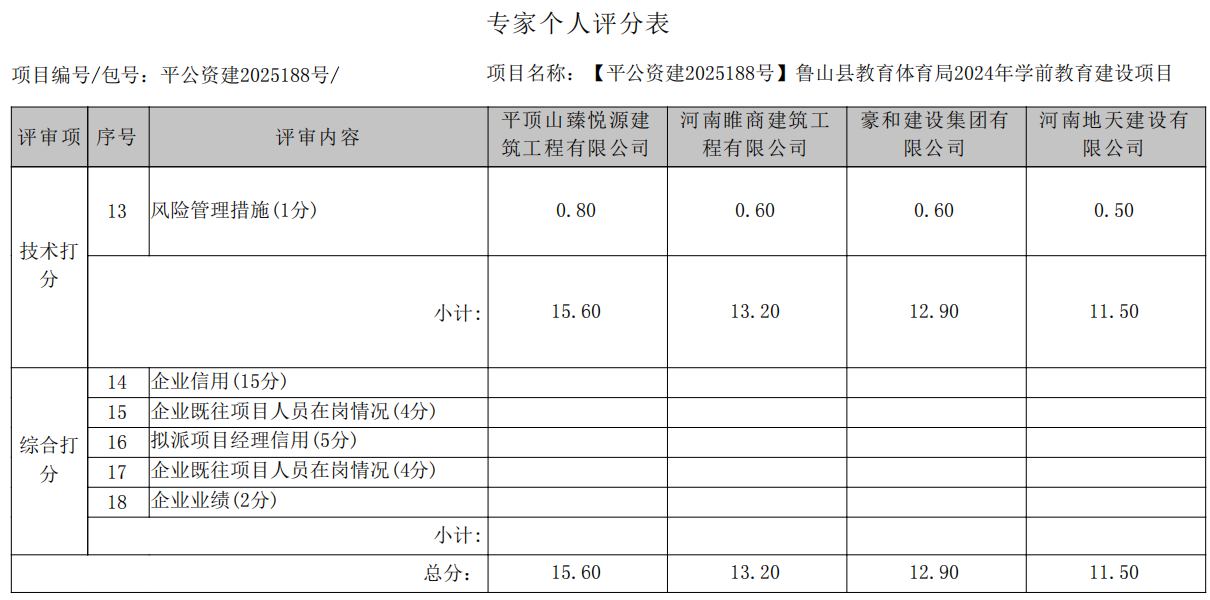 专家个人评分表
项目编号/包号：平公资建2025188号/
项目名称：【平公资建2025188号】鲁山县教育体育局2024年学前教育建设项目
评审项 序号 评审内容 平顶山臻悦源建筑工程有限公司 河南睢商建筑工程有限公司 豪和建设集团有限公司 河南地天建设有限公司
技术打分
13 风险管理措施(1分) 0.80 0.60 0.60 0.50
小计: 15.60 13.20 12.90 11.50
综合打分
14 企业信用(15分)
15 企业既往项目人员在岗情况(4分)
16 拟派项目经理信用(5分)
17 企业既往项目人员在岗情况(4分)
18 企业业绩(2分)
小计:
总分： 15.60 13.20 12.90 11.50